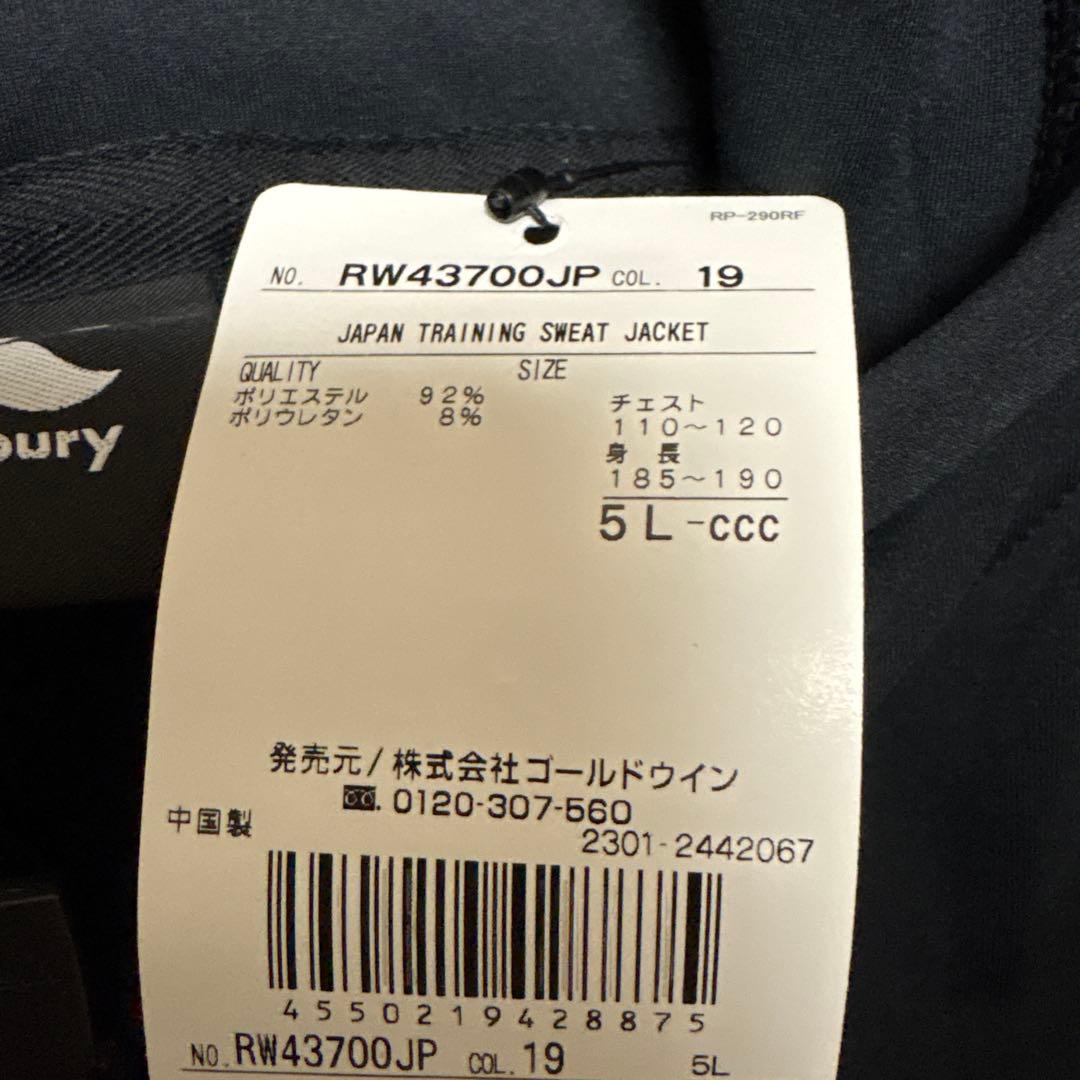 RP-290RF
NO. RW43700JP COL. 19
JAPAN TRAINING SWEAT JACKET
QUALITY SIZE
ポリエステル 92%
ポリウレタン 8%
チェスト
110～120
身 長
185～190
5L-CCC
bury
発売元/株式会社ゴールドウイン
0120-307-560
中国製
2301-2442067
4550219428875
NO. RW43700JP COL. 19 5L